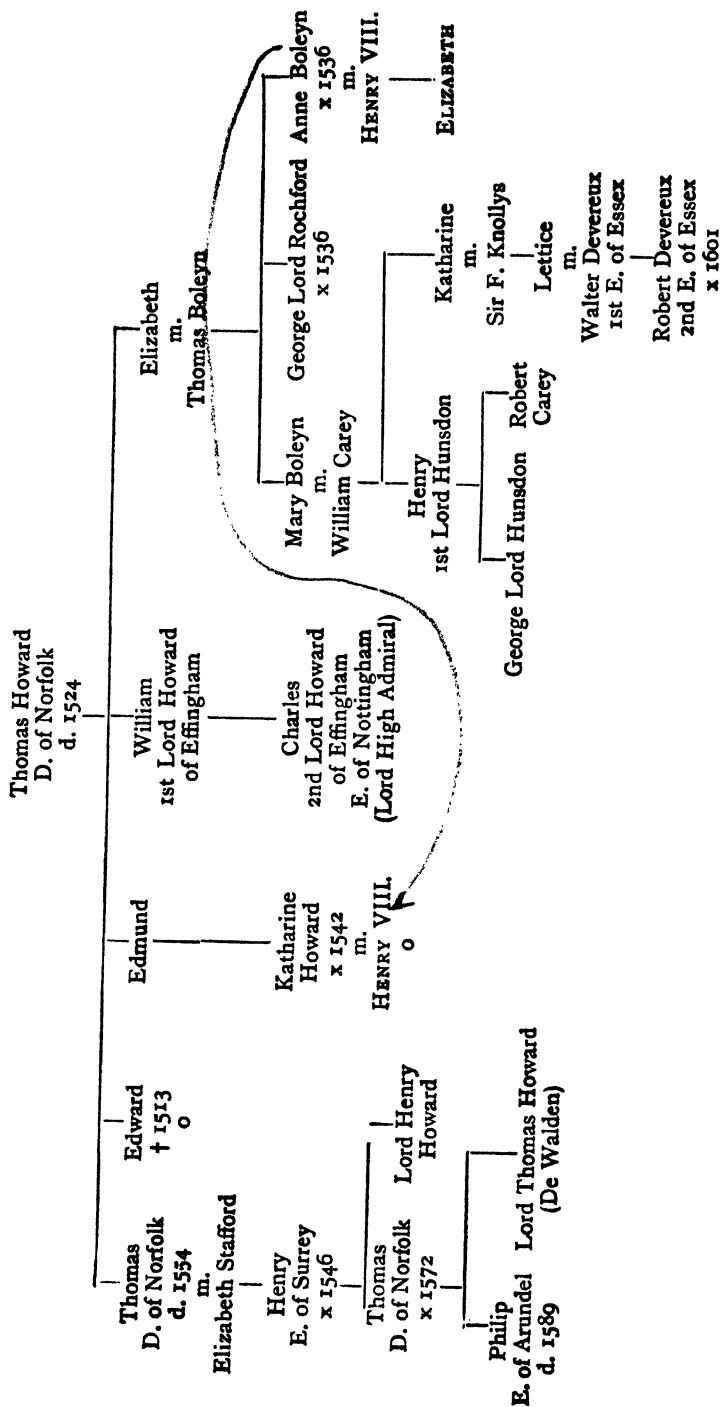 Thomas Howard
D. of Norfolk
d. 1524
Thomas
D. of Norfolk
d. 1554
m.
Elizabeth Stafford
Edward
† 1513
o
Edmund
William
1st Lord Howard
of Effingham
Elizabeth
m.
Thomas Boleyn
Henry
E. of Surrey
x 1546
Katharine
Howard
x 1542
m.
HENRY VIII.
o
Charles
2nd Lord Howard
of Effingham
E. of Nottingham
(Lord High Admiral)
Mary Boleyn
m.
William Carey
George Lord Rochford
x 1536
Anne Boleyn
x 1536
m.
HENRY VIII.
Thomas
D. of Norfolk
x 1572
Lord Henry
Howard
Henry
1st Lord Hunsdon
Katharine
m.
Sir F. Knollys
ELIZABETH
Philip
E. of Arundel
d. 1589
Lord Thomas Howard
(De Walden)
George Lord Hunsdon
Robert
Carey
Lettice
m.
Walter Devereux
1st E. of Essex
Robert Devereux
2nd E. of Essex
x 1601